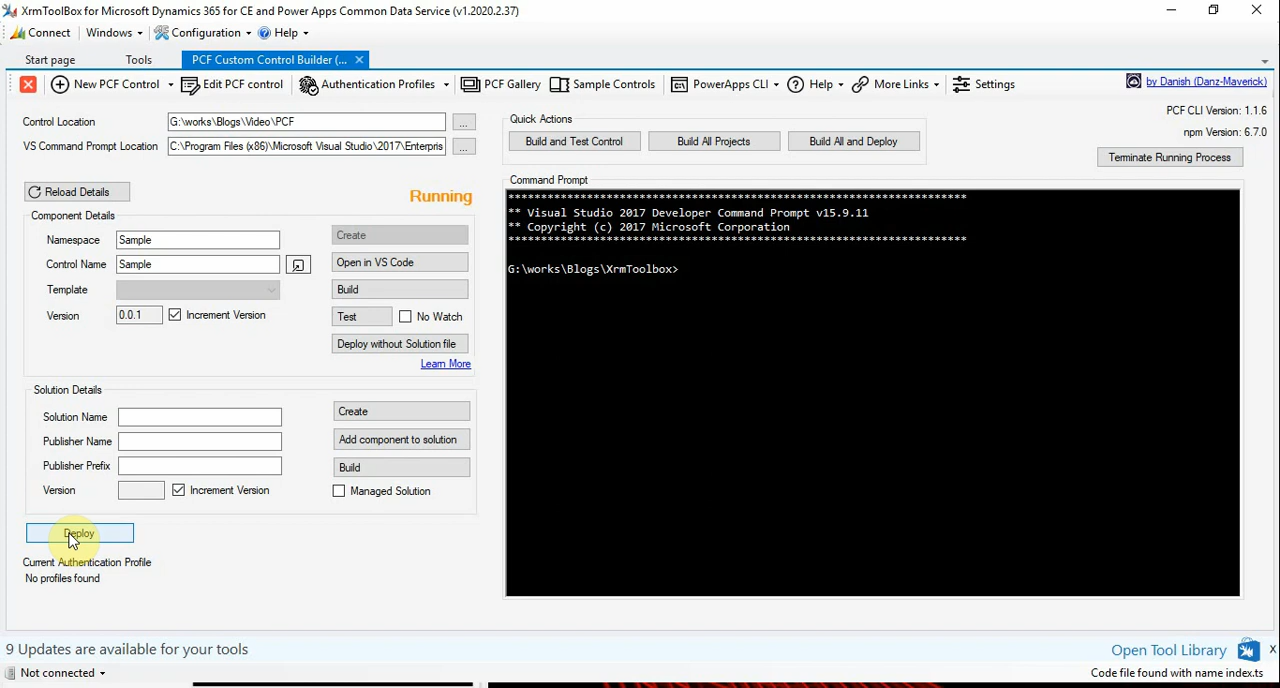 XrmToolBox for Microsoft Dynamics 365 for CE and Power Apps Common Data Service (v1.2020.2.37)
Connect Windows Configuration Help
Start page Tools PCF Custom Control Builder (...
New PCF Control Edit PCF control Authentication Profiles PCF Gallery Sample Controls PowerApps CLI Help More Links Settings by Danish (Danz-Maverick)
Control Location G:\works\Blogs\Video\PCF ...
VS Command Prompt Location C:\Program Files (x86)\Microsoft Visual Studio\2017\Enterpris ...
Quick Actions
Build and Test Control Build All Projects Build All and Deploy
PCF CLI Version: 1.1.6
npm Version: 6.7.0
Terminate Running Process
Reload Details Running
Component Details
Namespace Sample Create
Control Name Sample Open in VS Code
Template Build
Version 0.0.1 Increment Version Test No Watch
Deploy without Solution file
Learn More
Solution Details
Solution Name Create
Publisher Name Add component to solution
Publisher Prefix Build
Version Increment Version Managed Solution
Deploy
Current Authentication Profile
No profiles found
Command Prompt
**********************************************************************
** Visual Studio 2017 Developer Command Prompt v15.9.11
** Copyright (c) 2017 Microsoft Corporation
**********************************************************************
G:\works\Blogs\XrmToolbox>
9 Updates are available for your tools Open Tool Library X
Not connected Code file found with name index.ts